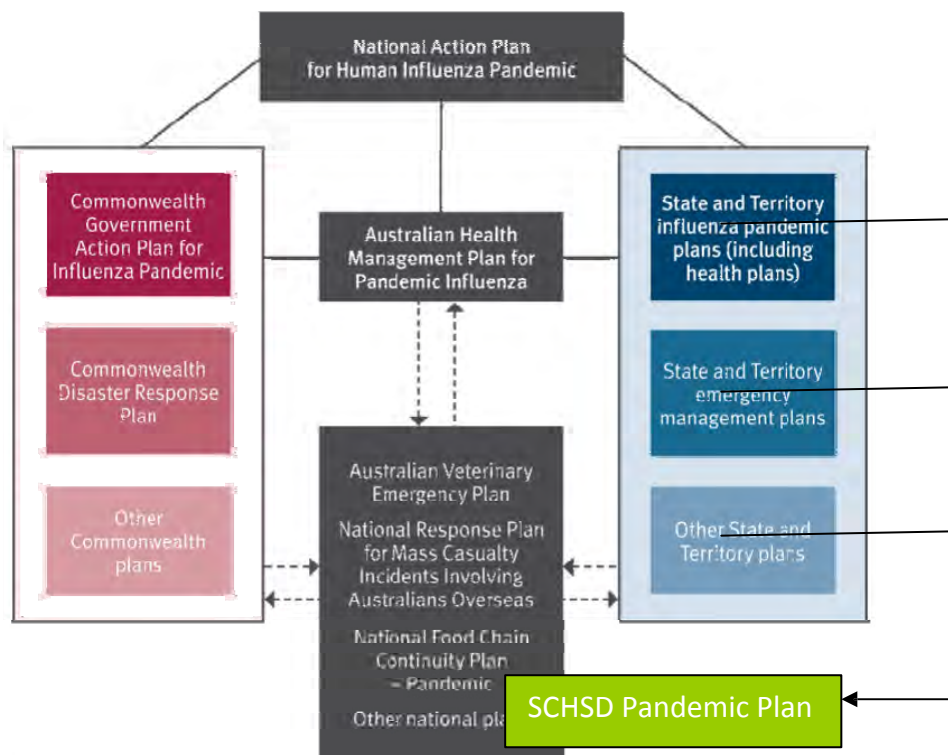 National Action Plan
for Human Influenza Pandemic
Commonwealth
Government
Action Plan for
Influenza Pandemic
Commonwealth
Disaster Response
Plan
Other
Commonwealth
plans
Australian Health
Management Plan for
Pandemic Influenza
Australian Veterinary
Emergency Plan
National Response Plan
for Mass Casualty
Incidents Involving
Australians Overseas
National Food Chain
Continuity Plan
– Pandemic
Other national
State and Territory
influenza pandemic
plans (including
health plans)
State and Territory
emergency
management plans
Other State and
Territory plans
SCHSD Pandemic Plan